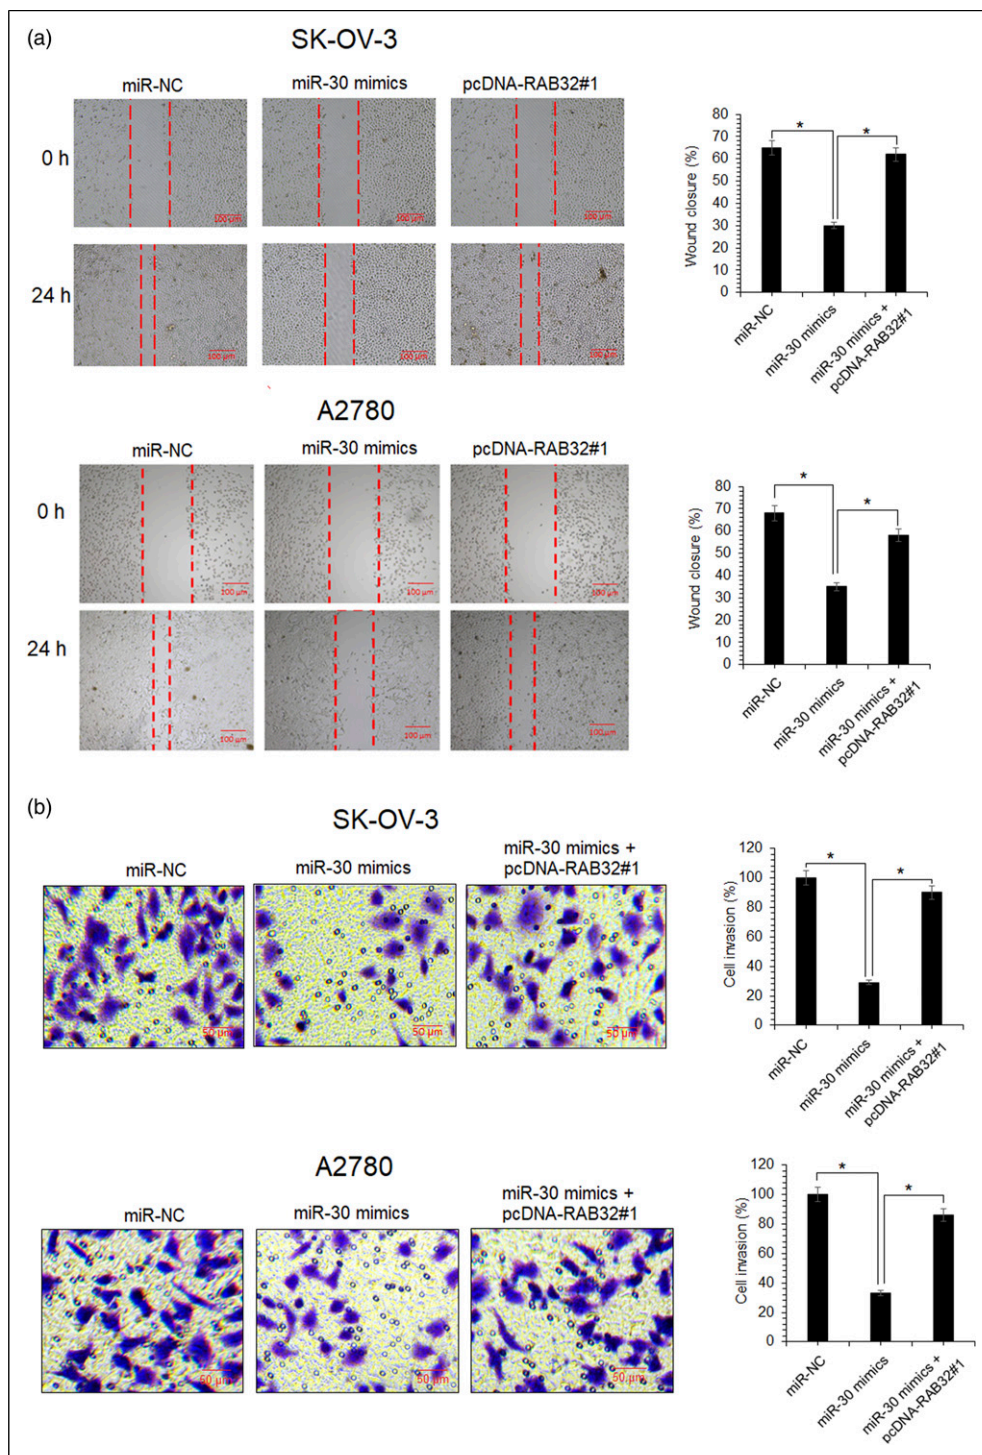 (a)
SK-OV-3
miR-NC
miR-30 mimics
pcDNA-RAB32#1
0 h
100 µm
100 µm
100 µm
24 h
100 µm
100 µm
100 µm
80
70
60
50
40
30
20
10
0
Wound closure (%)
*
*
miR-NC
miR-30 mimics
miR-30 mimics +
pcDNA-RAB32#1
A2780
miR-NC
miR-30 mimics
pcDNA-RAB32#1
0 h
100 µm
100 µm
100 µm
24 h
100 µm
100 µm
100 µm
80
70
60
50
40
30
20
10
0
Wound closure (%)
*
*
miR-NC
miR-30 mimics
miR-30 mimics +
pcDNA-RAB32#1
(b)
SK-OV-3
miR-NC
miR-30 mimics
miR-30 mimics +
pcDNA-RAB32#1
50 µm
50 µm
50 µm
120
100
80
60
40
20
0
Cell invasion (%)
*
*
miR-NC
miR-30 mimics
miR-30 mimics +
pcDNA-RAB32#1
A2780
miR-NC
miR-30 mimics
miR-30 mimics +
pcDNA-RAB32#1
50 µm
50 µm
50 µm
120
100
80
60
40
20
0
Cell invasion (%)
*
*
miR-NC
miR-30 mimics
miR-30 mimics +
pcDNA-RAB32#1